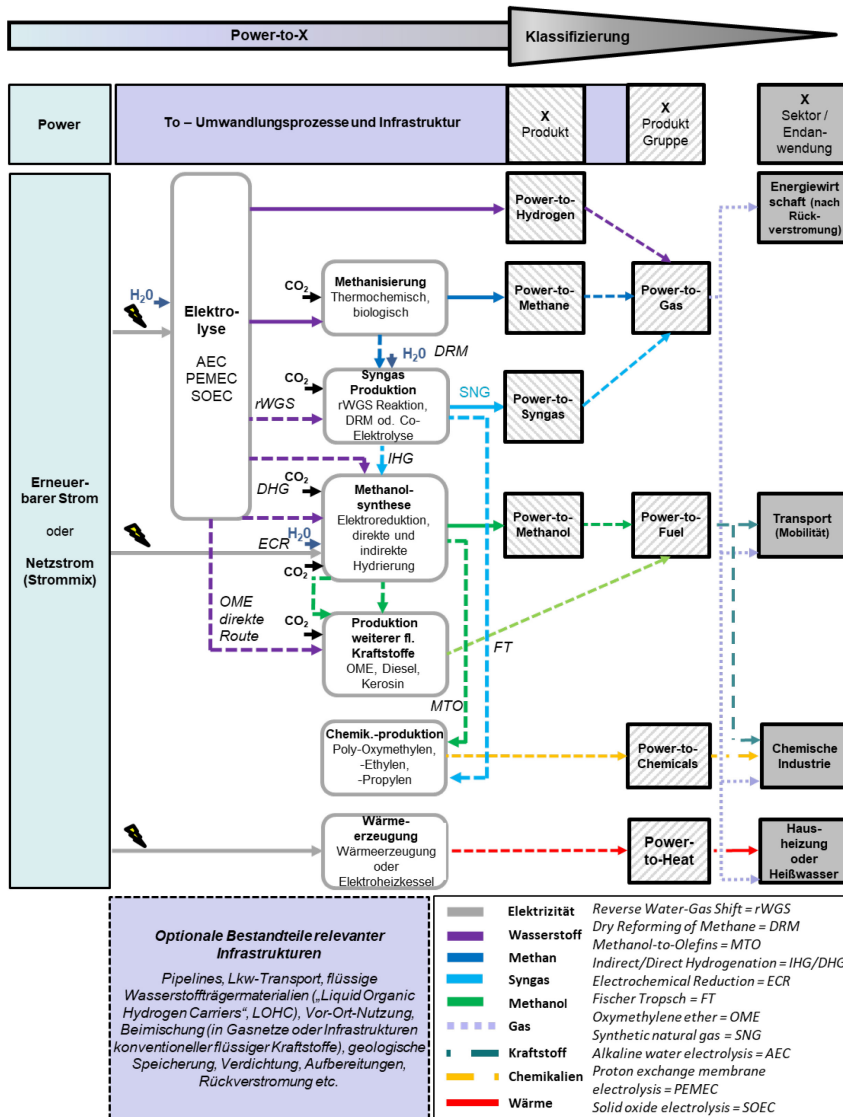 Power-to-X
Klassifizierung
Power
To – Umwandlungsprozesse und Infrastruktur
X
Produkt
X
Produkt
Gruppe
X
Sektor /
Endan-
wendung
Erneuer-
barer Strom
oder
Netzstrom
(Strommix)
H₂0
Elektro-
lyse
AEC
PEMEC
SOEC
Power-to-
Hydrogen
Energiewirt
schaft (nach
Rück-
verstromung)
CO₂
Methanisierung
Thermochemisch,
biologisch
Power-to-
Methane
Power-to-
Gas
H₂0
DRM
CO₂
rWGS
Syngas
Produktion
rWGS Reaktion,
DRM od. Co-
Elektrolyse
SNG
Power-to-
Syngas
IHG
DHG
CO₂
Methanol-
synthese
Elektroreduktion,
direkte und
indirekte
Hydrierung
H₂0
ECR
CO₂
Power-to-
Methanol
Power-to-
Fuel
Transport
(Mobilität)
OME
direkte
Route
CO₂
Produktion
weiterer fl.
Kraftstoffe
OME, Diesel,
Kerosin
FT
MTO
Chemik.-produktion
Poly-Oxymethylen,
-Ethylen,
-Propylen
Power-to-
Chemicals
Chemische
Industrie
Wärme-
erzeugung
Wärmeerzeugung
oder
Elektroheizkessel
Power-
to-Heat
Haus-
heizung
oder
Heißwasser
Optionale Bestandteile relevanter
Infrastrukturen
Pipelines, Lkw-Transport, flüssige
Wasserstoffträgermaterialien („Liquid Organic
Hydrogen Carriers“, LOHC), Vor-Ort-Nutzung,
Beimischung (in Gasnetze oder Infrastrukturen
konventioneller flüssiger Kraftstoffe), geologische
Speicherung, Verdichtung, Aufbereitungen,
Rückverstromung etc.
Elektrizität
Wasserstoff
Methan
Syngas
Methanol
Gas
Kraftstoff
Chemikalien
Wärme
Reverse Water-Gas Shift = rWGS
Dry Reforming of Methane = DRM
Methanol-to-Olefins = MTO
Indirect/Direct Hydrogenation = IHG/DHG
Electrochemical Reduction = ECR
Fischer Tropsch = FT
Oxymethylene ether = OME
Synthetic natural gas = SNG
Alkaline water electrolysis = AEC
Proton exchange membrane
electrolysis = PEMEC
Solid oxide electrolysis = SOEC